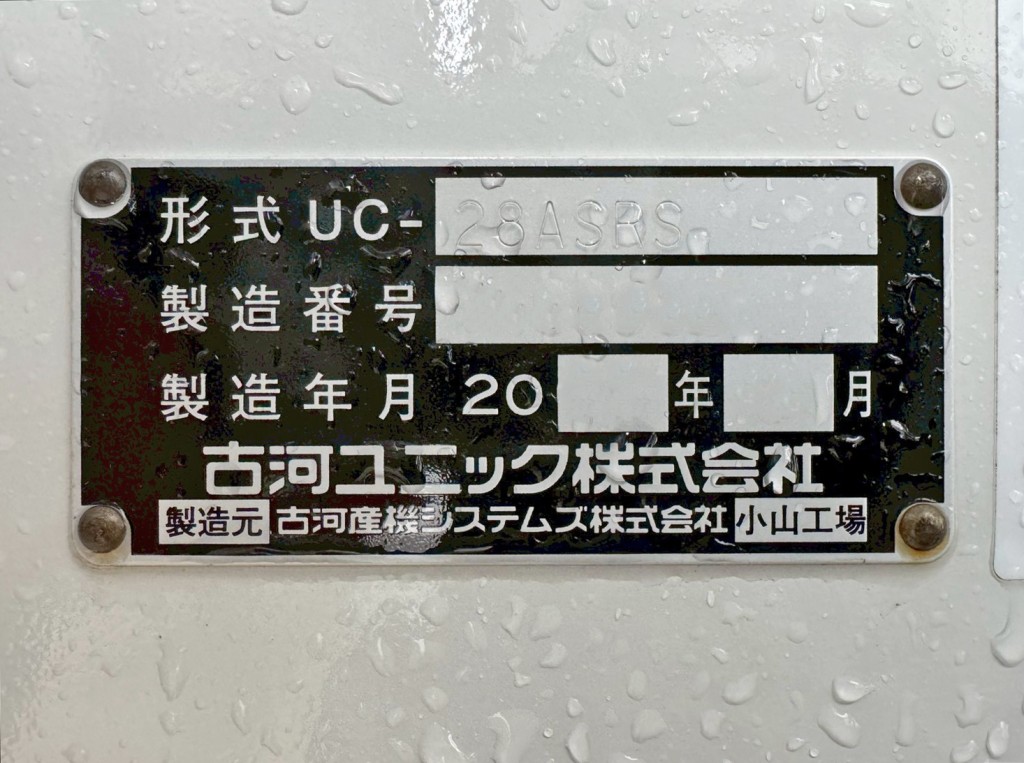 形式 UC-28ASRS
製造番号
製造年月 20 年 月
古河ユニック株式会社
製造元 古河産機システムズ株式会社 小山工場